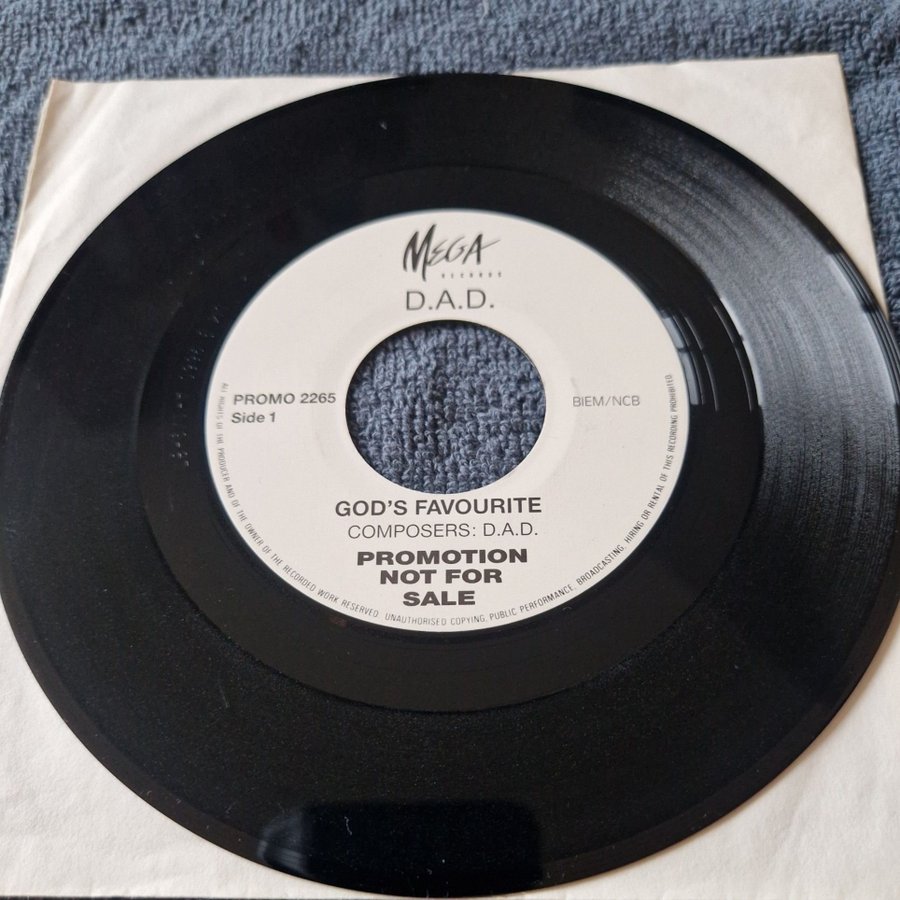 MEGA
RECORDS
D.A.D.
PROMO 2265
Side 1
BIEM/NCB
GOD'S FAVOURITE
COMPOSERS: D.A.D.
PROMOTION
NOT FOR
SALE
ALL RIGHTS OF THE PRODUCER AND OF THE OWNER OF THE RECORDED WORK RESERVED. UNAUTHORISED COPYING, PUBLIC PERFORMANCE, BROADCASTING, HIRING OR RENTAL OF THIS RECORDING PROHIBITED.